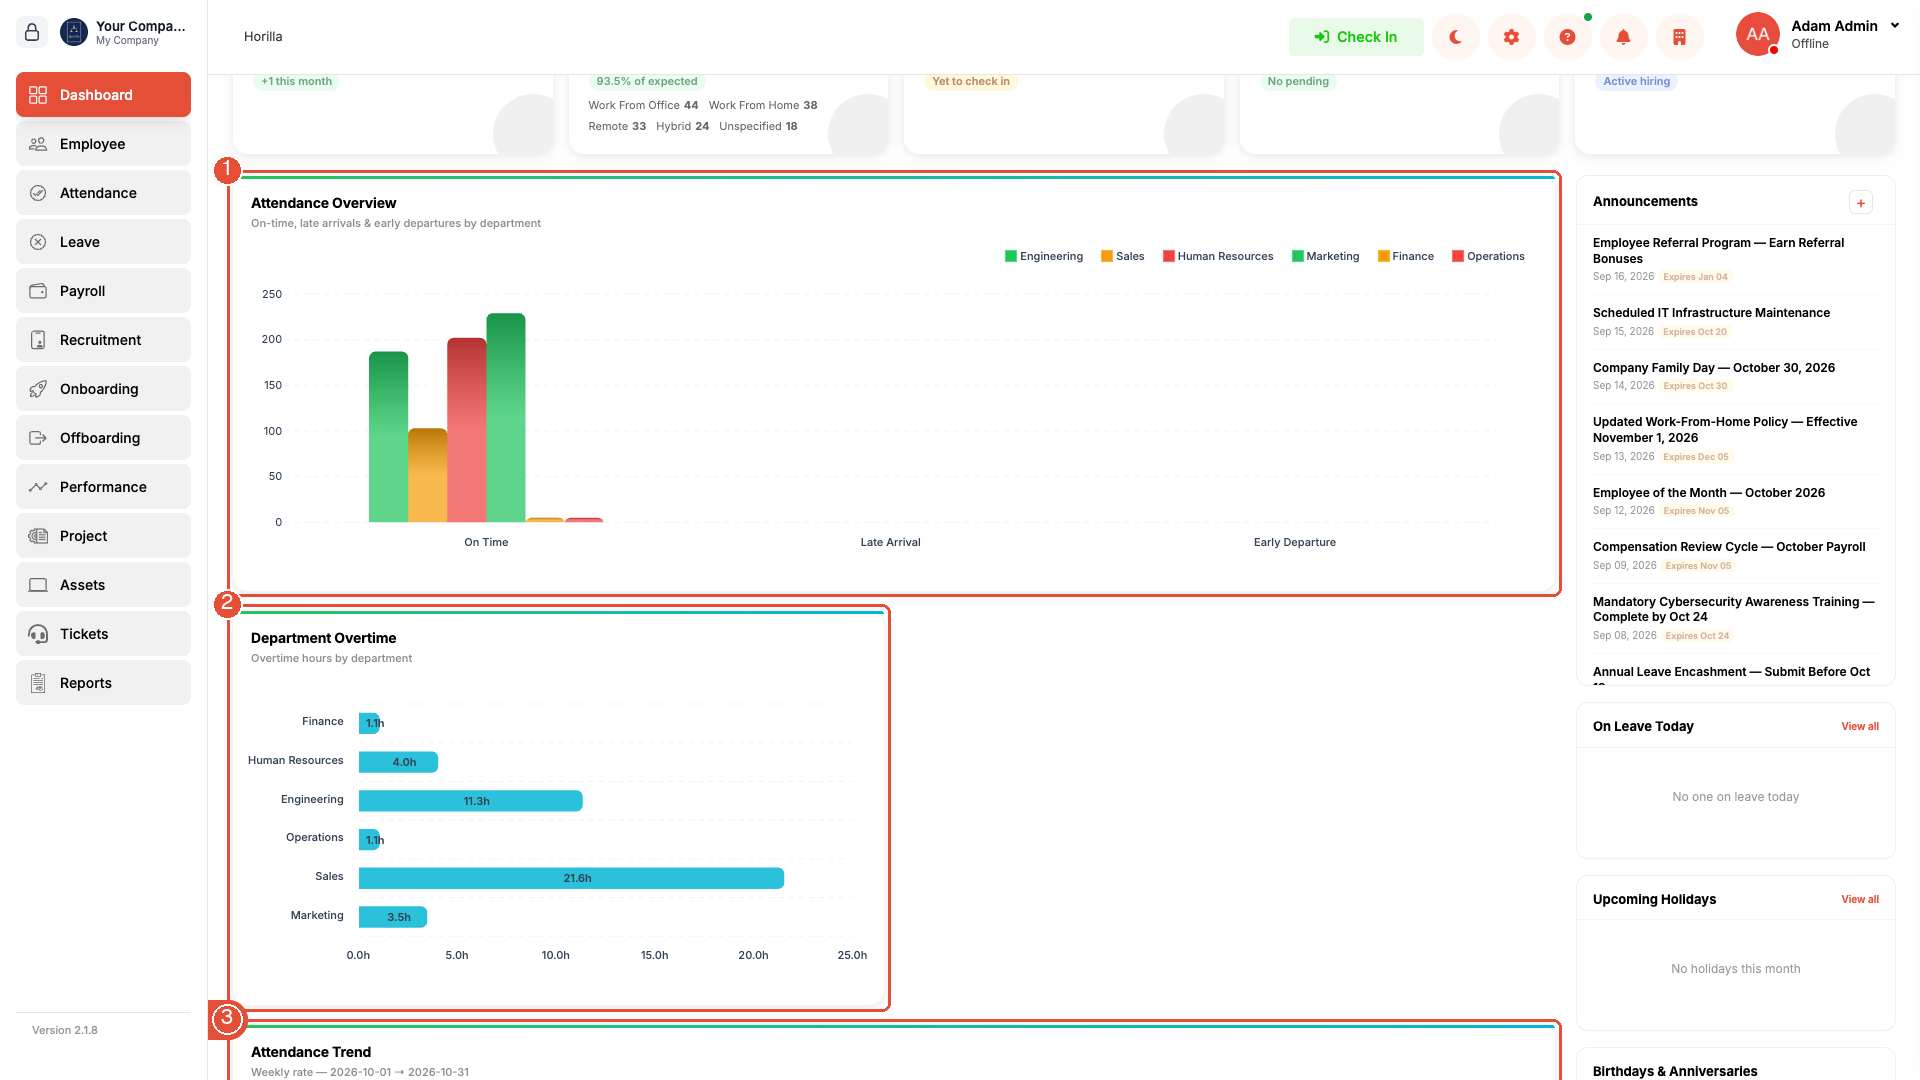 Your Compa...
My Company
Dashboard
Employee
Attendance
Leave
Payroll
Recruitment
Onboarding
Offboarding
Performance
Project
Assets
Tickets
Reports
Version 2.1.8
Horilla
Check In
AA
Adam Admin
Offline
+1 this month
93.5% of expected
Work From Office 44 Work From Home 38
Remote 33 Hybrid 24 Unspecified 18
Yet to check in
No pending
Active hiring
1
Attendance Overview
On-time, late arrivals & early departures by department
Engineering Sales Human Resources Marketing Finance Operations
250
200
150
100
50
0
On Time Late Arrival Early Departure
2
Department Overtime
Overtime hours by department
Finance 1.1h
Human Resources 4.0h
Engineering 11.3h
Operations 1.1h
Sales 21.6h
Marketing 3.5h
0.0h 5.0h 10.0h 15.0h 20.0h 25.0h
3
Attendance Trend
Weekly rate — 2026-10-01 → 2026-10-31
Announcements
+
Employee Referral Program — Earn Referral
Bonuses
Sep 16, 2026 Expires Jan 04
Scheduled IT Infrastructure Maintenance
Sep 15, 2026 Expires Oct 20
Company Family Day — October 30, 2026
Sep 14, 2026 Expires Oct 30
Updated Work-From-Home Policy — Effective
November 1, 2026
Sep 13, 2026 Expires Dec 05
Employee of the Month — October 2026
Sep 12, 2026 Expires Nov 05
Compensation Review Cycle — October Payroll
Sep 09, 2026 Expires Nov 05
Mandatory Cybersecurity Awareness Training —
Complete by Oct 24
Sep 08, 2026 Expires Oct 24
Annual Leave Encashment — Submit Before Oct
On Leave Today View all
No one on leave today
Upcoming Holidays View all
No holidays this month
Birthdays & Anniversaries